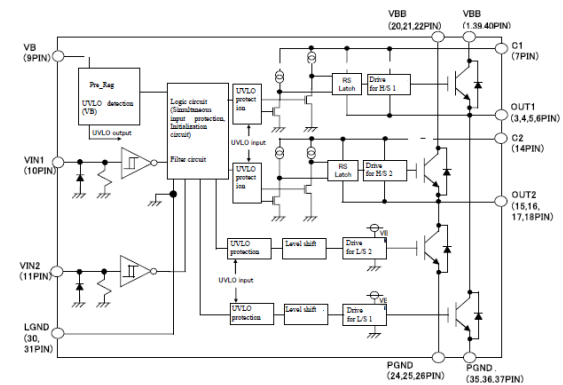 VBB
(20,21,22PIN)
VBB
(1.39.40PIN)
VB
(9PIN)
C1
(7PIN)
Pre_Reg
UVLO detection
(VB)
UVLO output
Logic circuit
(Simultaneous
input protection,
Initialization
circuit)
Filter circuit
UVLO
protect
ion
RS
Latch
Drive
for H/S 1
OUT1
(3,4,5,6PIN)
C2
(14PIN)
UVLO input
VIN1
(10PIN)
UVLO
protect
ion
RS
Latch
Drive
for H/S 2
OUT2
(15,16,
17,18PIN)
UVLO
protection
Level shift
Drive
for L/S 2
UVLO input
VIN2
(11PIN)
UVLO
protection
Level shift
Drive
for L/S 1
LGND
(30,
31PIN)
PGND
(24,25,26PIN)
PGND.
(35.36.37PIN)